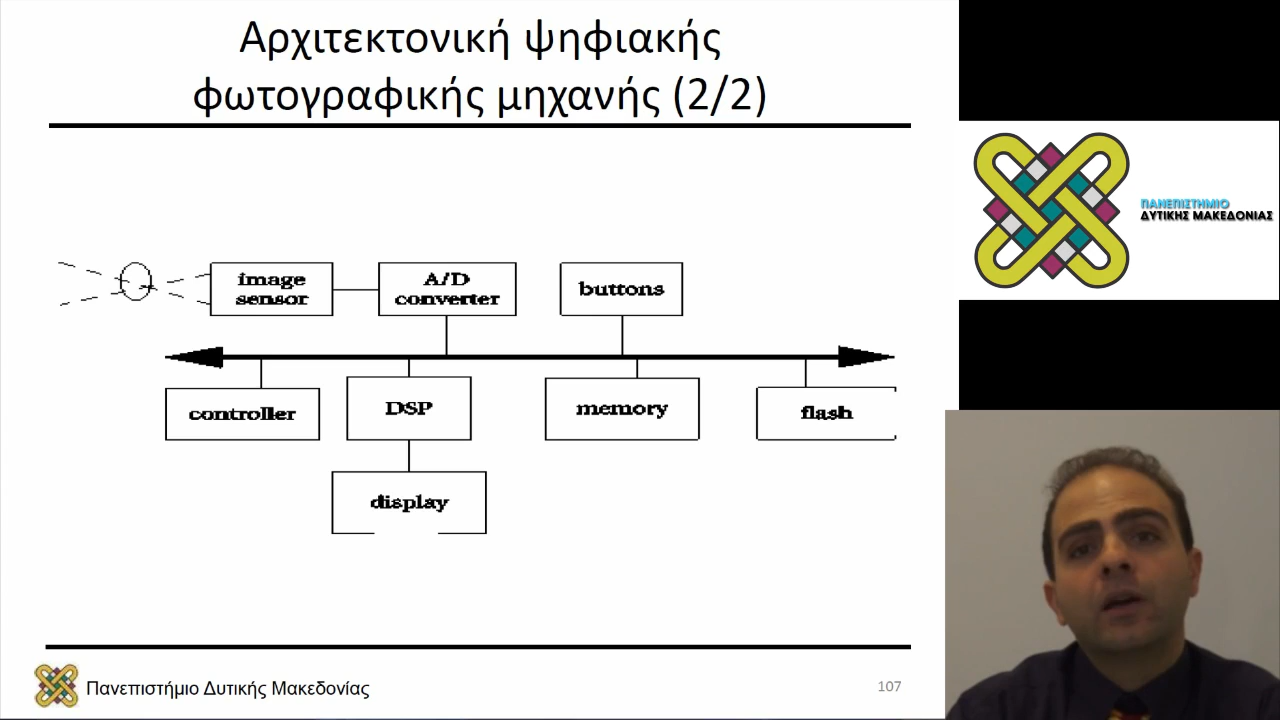 Αρχιτεκτονική ψηφιακής
φωτογραφικής μηχανής (2/2)
ΠΑΝΕΠΙΣΤΗΜΙΟ
ΔΥΤΙΚΗΣ ΜΑΚΕΔΟΝΙΑΣ
image
sensor
A/D
converter
buttons
controller
DSP
memory
flash
display
Πανεπιστήμιο Δυτικής Μακεδονίας
107